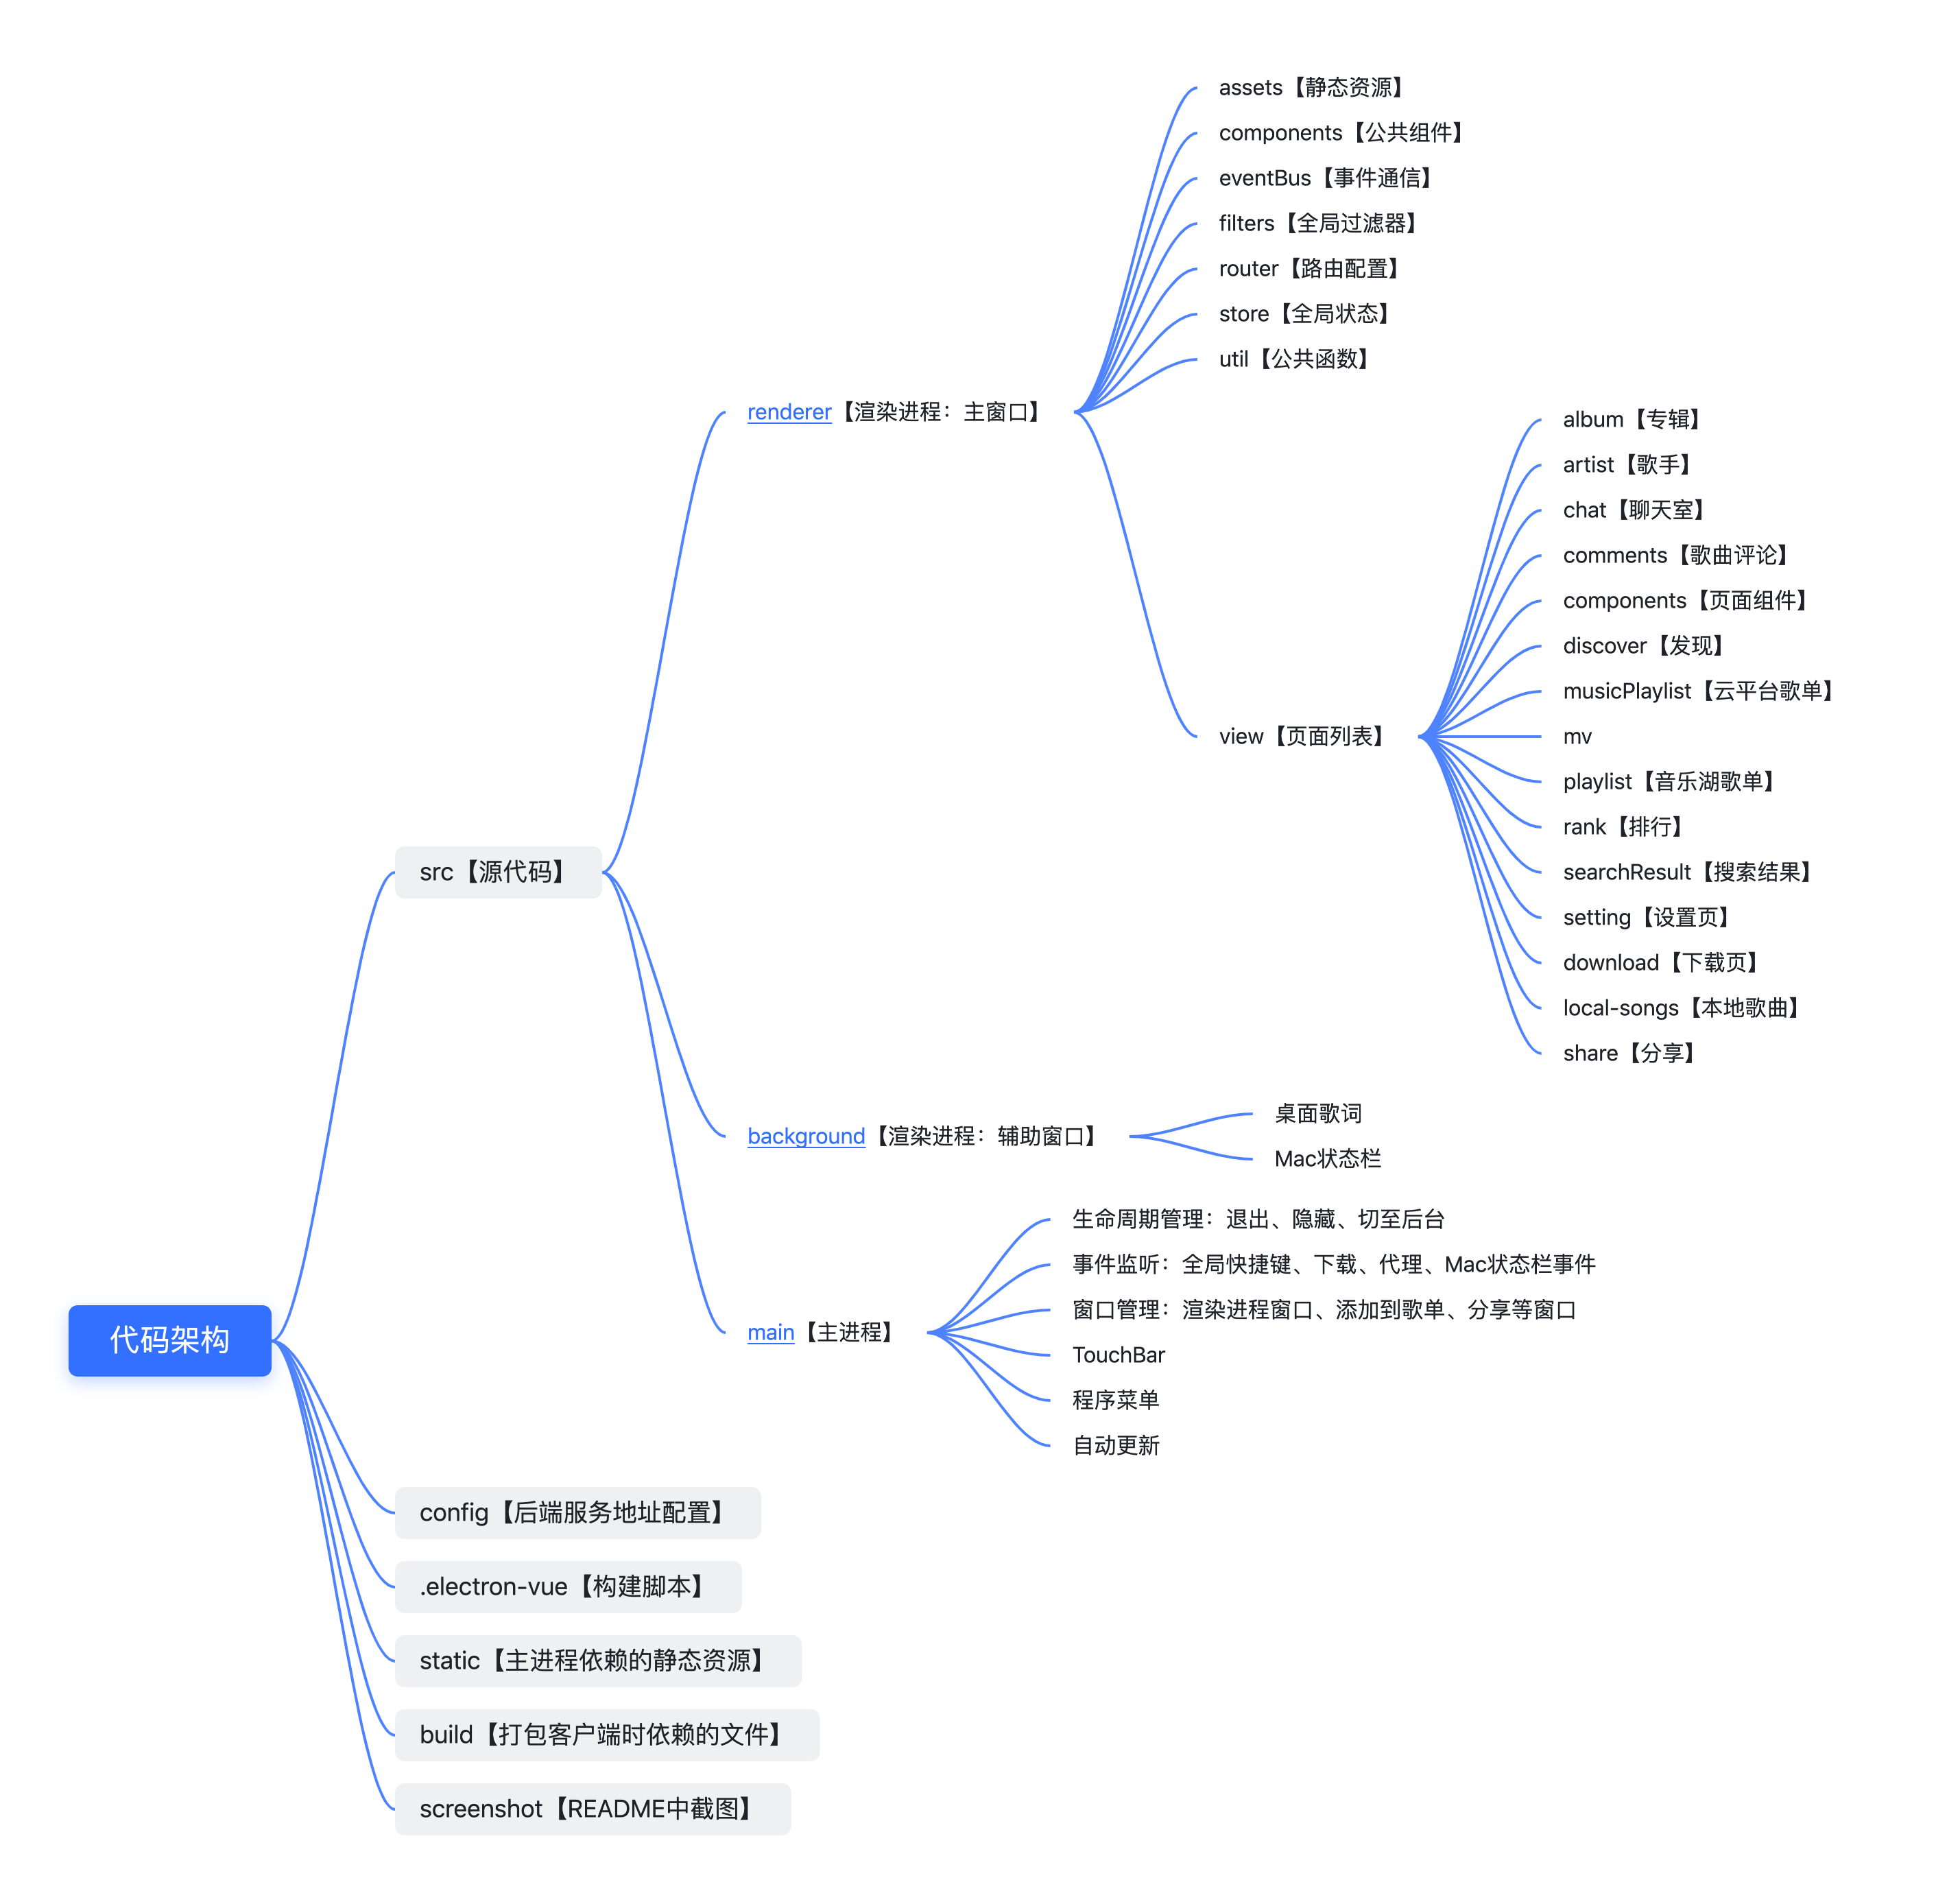 代码架构
src【源代码】
renderer【渲染进程：主窗口】
assets【静态资源】
components【公共组件】
eventBus【事件通信】
filters【全局过滤器】
router【路由配置】
store【全局状态】
util【公共函数】
view【页面列表】
album【专辑】
artist【歌手】
chat【聊天室】
comments【歌曲评论】
components【页面组件】
discover【发现】
musicPlaylist【云平台歌单】
mv
playlist【音乐湖歌单】
rank【排行】
searchResult【搜索结果】
setting【设置页】
download【下载页】
local-songs【本地歌曲】
share【分享】
background【渲染进程：辅助窗口】
桌面歌词
Mac状态栏
main【主进程】
生命周期管理：退出、隐藏、切至后台
事件监听：全局快捷键、下载、代理、Mac状态栏事件
窗口管理：渲染进程窗口、添加到歌单、分享等窗口
TouchBar
程序菜单
自动更新
config【后端服务地址配置】
.electron-vue【构建脚本】
static【主进程依赖的静态资源】
build【打包客户端时依赖的文件】
screenshot【README中截图】